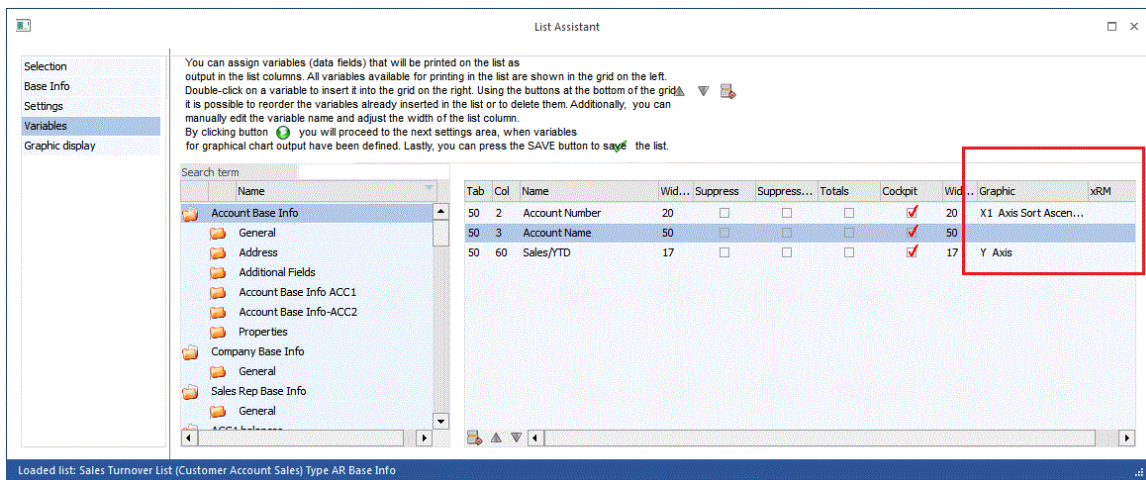 List Assistant
Selection
Base Info
Settings
Variables
Graphic display
You can assign variables (data fields) that will be printed on the list as
output in the list columns. All variables available for printing in the list are shown in the grid on the left.
Double-click on a variable to insert it into the grid on the right. Using the buttons at the bottom of the grid
it is possible to reorder the variables already inserted in the list or to delete them. Additionally, you can
manually edit the variable name and adjust the width of the list column.
By clicking button you will proceed to the next settings area, when variables
for graphical chart output have been defined. Lastly, you can press the SAVE button to save the list.
Search term
Name
Account Base Info
General
Address
Additional Fields
Account Base Info ACC1
Account Base Info-ACC2
Properties
Company Base Info
General
Sales Rep Base Info
General
ACC1 balances
Tab Col Name Wid... Suppress Suppress... Totals Cockpit Wid... Graphic xRM
50 2 Account Number 20 20 X1 Axis Sort Ascen...
50 3 Account Name 50 50
50 60 Sales/YTD 17 17 Y Axis
Loaded list: Sales Turnover List (Customer Account Sales) Type AR Base Info